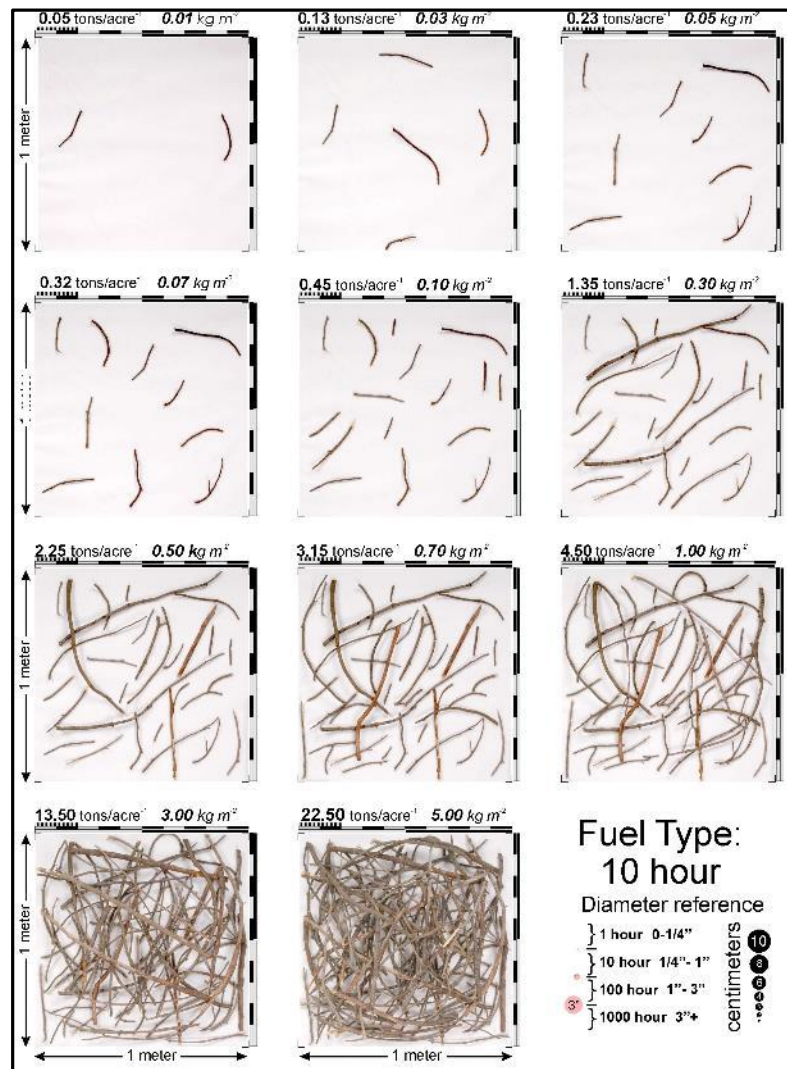 0.05 tons/acre⁻¹ 0.01 kg m⁻²
0.13 tons/acre⁻¹ 0.03 kg m⁻²
0.23 tons/acre⁻¹ 0.05 kg m⁻²
1 meter
0.32 tons/acre⁻¹ 0.07 kg m⁻²
0.45 tons/acre⁻¹ 0.10 kg m⁻²
1.35 tons/acre⁻¹ 0.30 kg m⁻²
1 meter
2.25 tons/acre⁻¹ 0.50 kg m⁻²
3.15 tons/acre⁻¹ 0.70 kg m⁻²
4.50 tons/acre⁻¹ 1.00 kg m⁻²
1 meter
13.50 tons/acre⁻¹ 3.00 kg m⁻²
22.50 tons/acre⁻¹ 5.00 kg m⁻²
1 meter
1 meter
1 meter
Fuel Type:
10 hour
Diameter reference
1 hour 0-1/4"
10 hour 1/4"- 1"
100 hour 1"- 3"
1000 hour 3"+
3"
centimeters
10
8
6
4